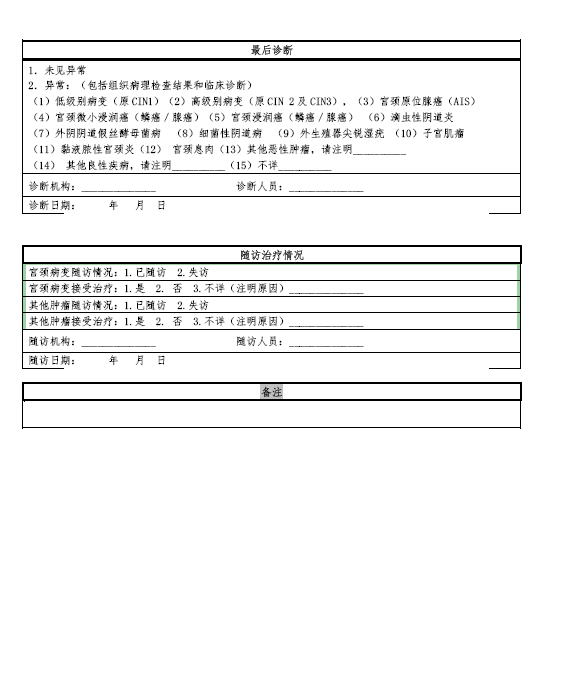 最后诊断
1. 未见异常
2. 异常:（包括组织病理检查结果和临床诊断）
（1）低级别病变（原CIN1）（2）高级别病变（原CIN 2及CIN3），（3）宫颈原位腺癌（AIS）
（4）宫颈微小浸润癌（鳞癌/腺癌）（5）宫颈浸润癌（鳞癌/腺癌） （6）滴虫性阴道炎
（7）外阴阴道假丝酵母菌病 （8）细菌性阴道病 （9）外生殖器尖锐湿疣 （10）子宫肌瘤
（11）黏液脓性宫颈炎（12） 宫颈息肉（13）其他恶性肿瘤，请注明__________
（14） 其他良性疾病，请注明__________（15）不详__________
诊断机构：______________ 诊断人员：______________
诊断日期： 年 月 日
随访治疗情况
宫颈病变随访情况：1.已随访 2.失访
宫颈病变接受治疗：1.是 2. 否 3.不详（注明原因）______________
其他肿瘤随访情况：1.已随访 2.失访
其他肿瘤接受治疗：1.是 2. 否 3.不详（注明原因）______________
随访机构：______________ 随访人员：______________
随访日期： 年 月 日
备注